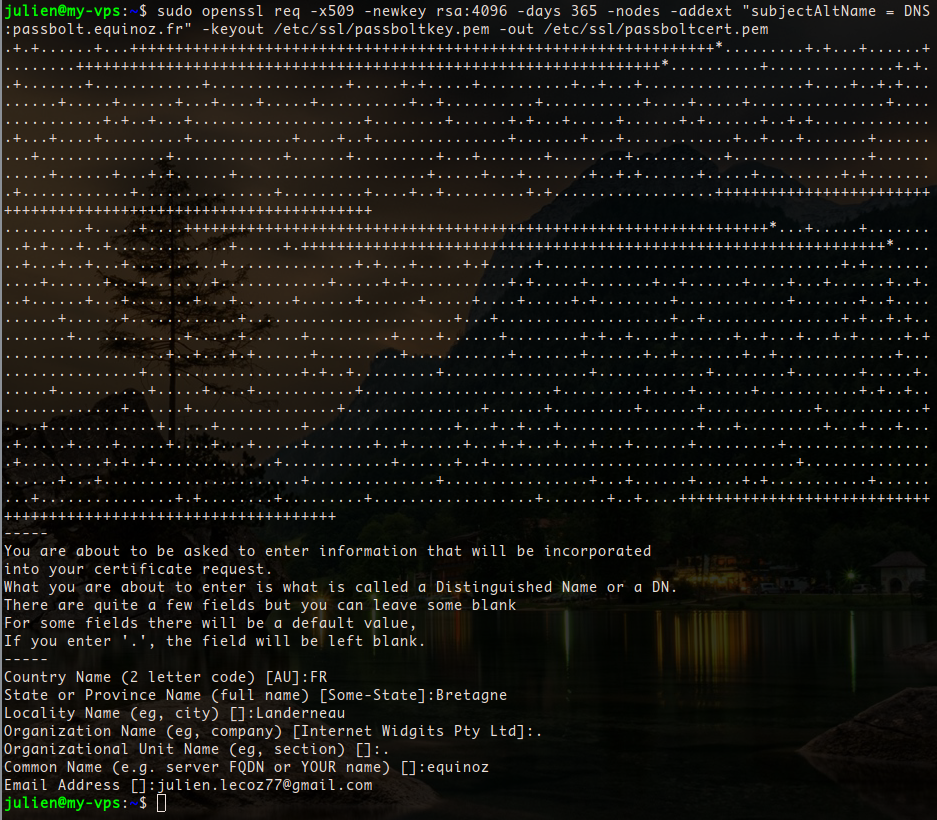 julien@my-vps:~$ sudo openssl req -x509 -newkey rsa:4096 -days 365 -nodes -addext "subjectAltName = DNS
:passbolt.equinoz.fr" -keyout /etc/ssl/passboltkey.pem -out /etc/ssl/passboltcert.pem
-----
You are about to be asked to enter information that will be incorporated
into your certificate request.
What you are about to enter is what is called a Distinguished Name or a DN.
There are quite a few fields but you can leave some blank
For some fields there will be a default value,
If you enter '.', the field will be left blank.
-----
Country Name (2 letter code) [AU]:FR
State or Province Name (full name) [Some-State]:Bretagne
Locality Name (eg, city) []:Landerneau
Organization Name (eg, company) [Internet Widgits Pty Ltd]:.
Organizational Unit Name (eg, section) []:.
Common Name (e.g. server FQDN or YOUR name) []:equinoz
Email Address []:julien.lecoz77@gmail.com
julien@my-vps:~$